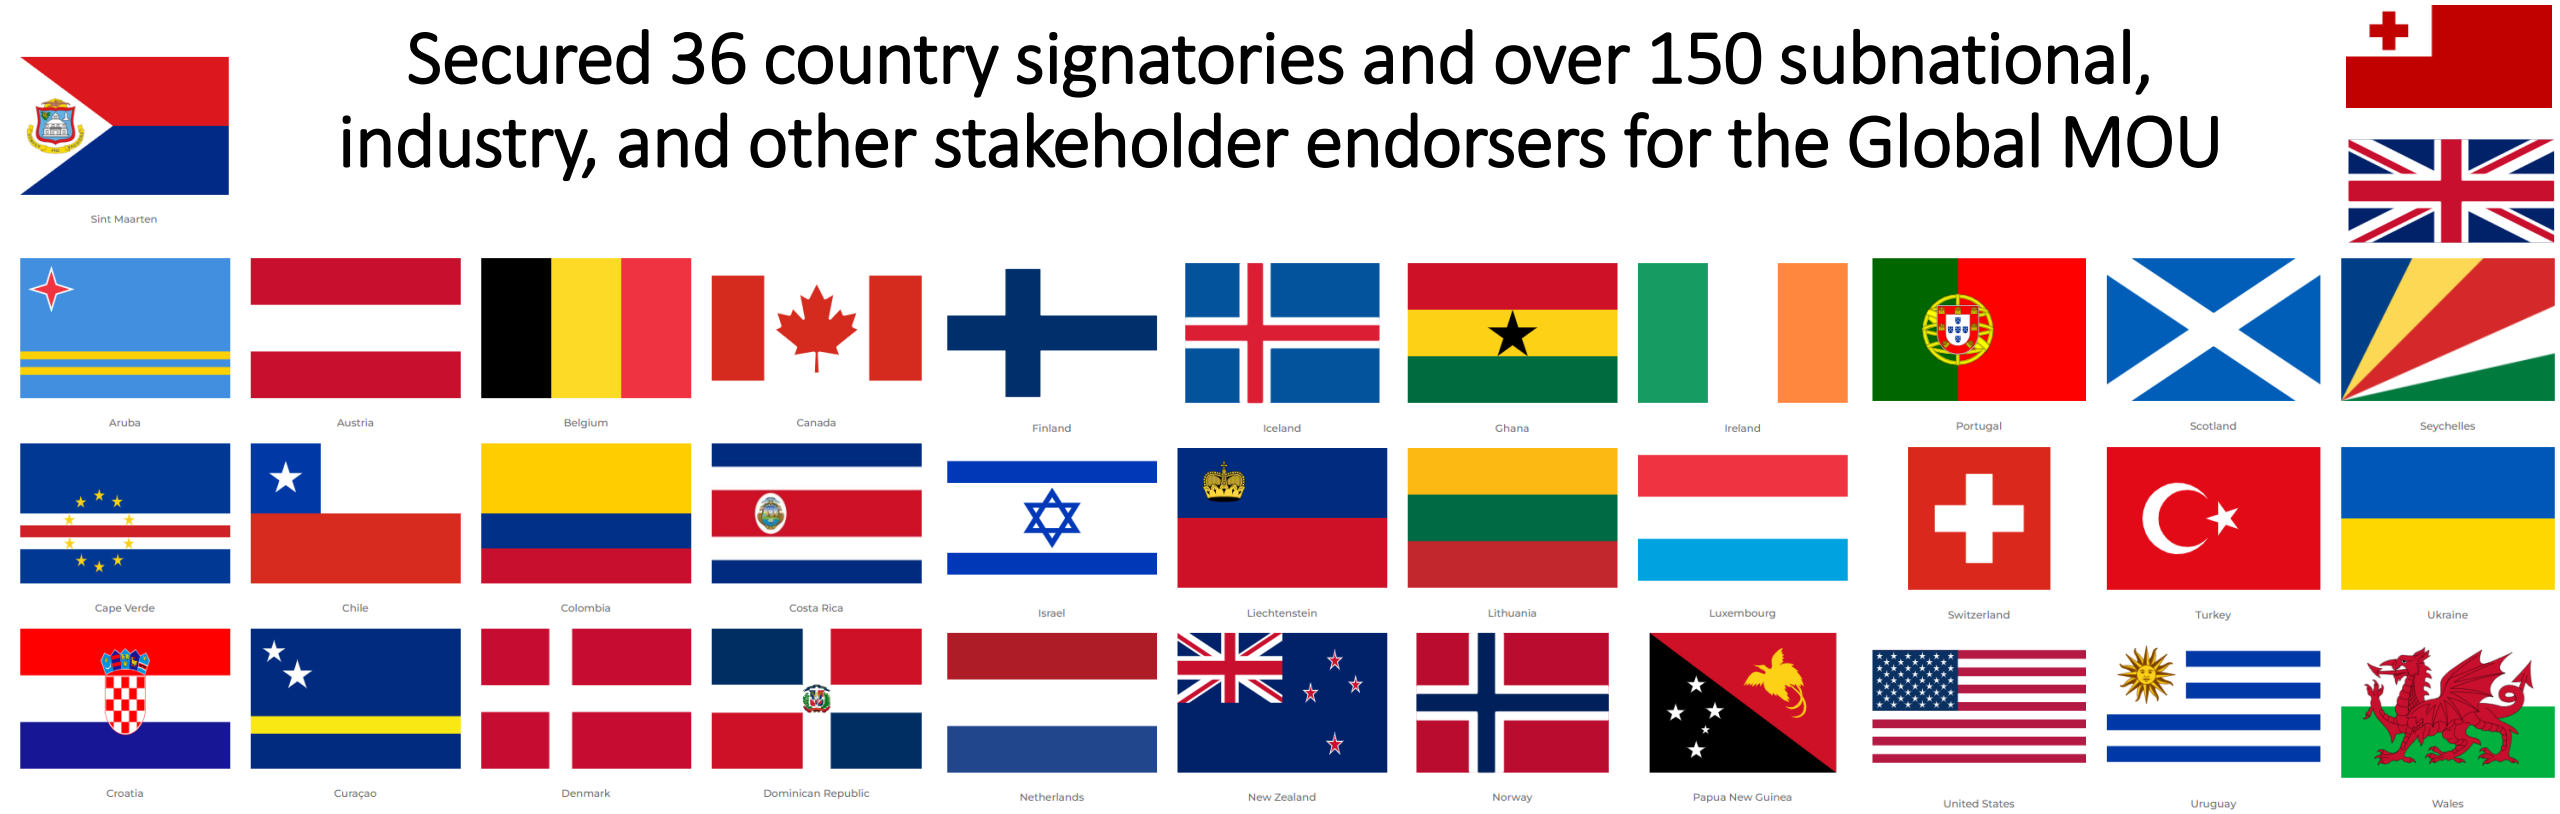 Secured 36 country signatories and over 150 subnational,
industry, and other stakeholder endorsers for the Global MOU
Sint Maarten
Aruba
Austria
Belgium
Canada
Finland
Iceland
Ghana
Ireland
Portugal
Scotland
Seychelles
Cape Verde
Chile
Colombia
Costa Rica
Israel
Liechtenstein
Lithuania
Luxembourg
Switzerland
Turkey
Ukraine
Croatia
Curaçao
Denmark
Dominican Republic
Netherlands
New Zealand
Norway
Papua New Guinea
United States
Uruguay
Wales